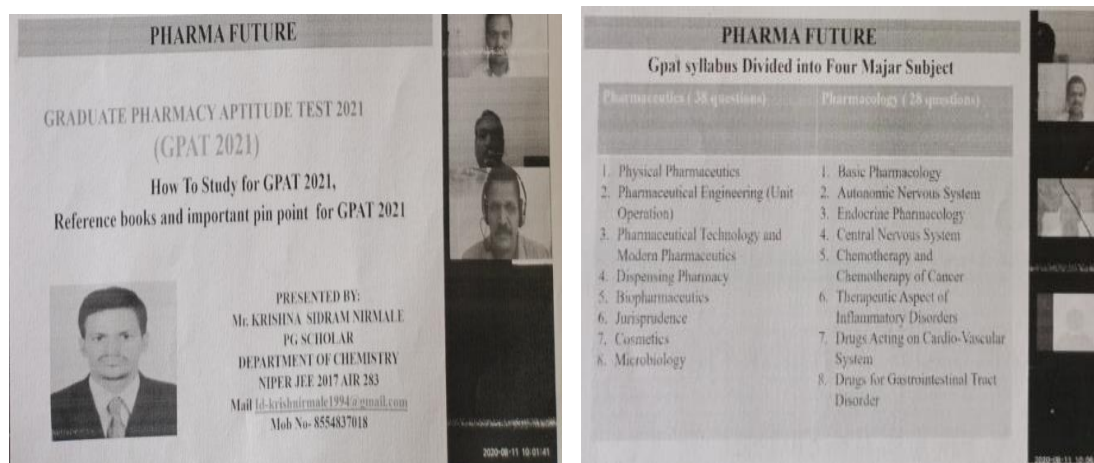 PHARMA FUTURE
GRADUATE PHARMACY APTITUDE TEST 2021
(GPAT 2021)
How To Study for GPAT 2021,
Reference books and important pin point for GPAT 2021
PRESENTED BY:
Mr. KRISHNA SIDRAM NIRMALE
PG SCHOLAR
DEPARTMENT OF CHEMISTRY
NIPER JEE 2017 AIR 283
Mail Id-krishnirmale1994@gmail.com
Mob No- 8554837018
2020-08-11 10:01:41
PHARMA FUTURE
Gpat syllabus Divided into Four Majar Subject
Pharmaceutics ( 38 questions)
1. Physical Pharmaceutics
2. Pharmaceutical Engineering (Unit
Operation)
3. Pharmaceutical Technology and
Modern Pharmaceutics
4. Dispensing Pharmacy
5. Biopharmaceutics
6. Jurisprudence
7. Cosmetics
8. Microbiology
Pharmacology ( 28 questions)
1. Basic Pharmacology
2. Autonomic Nervous System
3. Endocrine Pharmacology
4. Central Nervous System
5. Chemotherapy and
Chemotherapy of Cancer
6. Therapeutic Aspect of
Inflammatory Disorders
7. Drugs Acting on Cardio-Vascular
System
8. Drugs for Gastrointestinal Tract
Disorder
2020-08-11 10:06